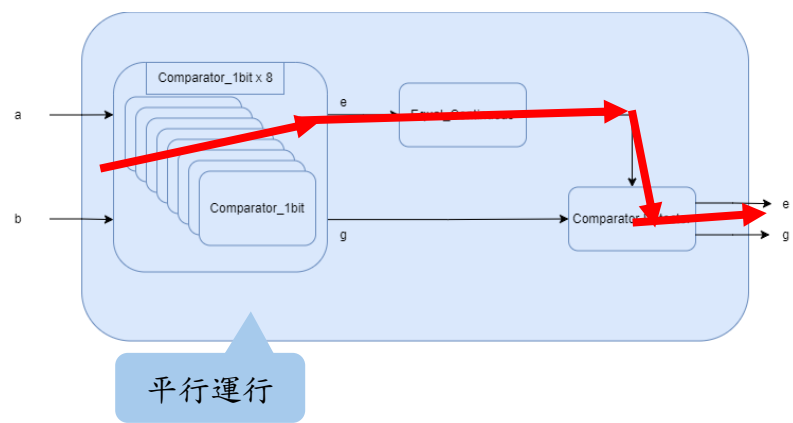 Comparator_1bit x 8
a
e
b
Comparator_1bit
g
e
g
平行運行